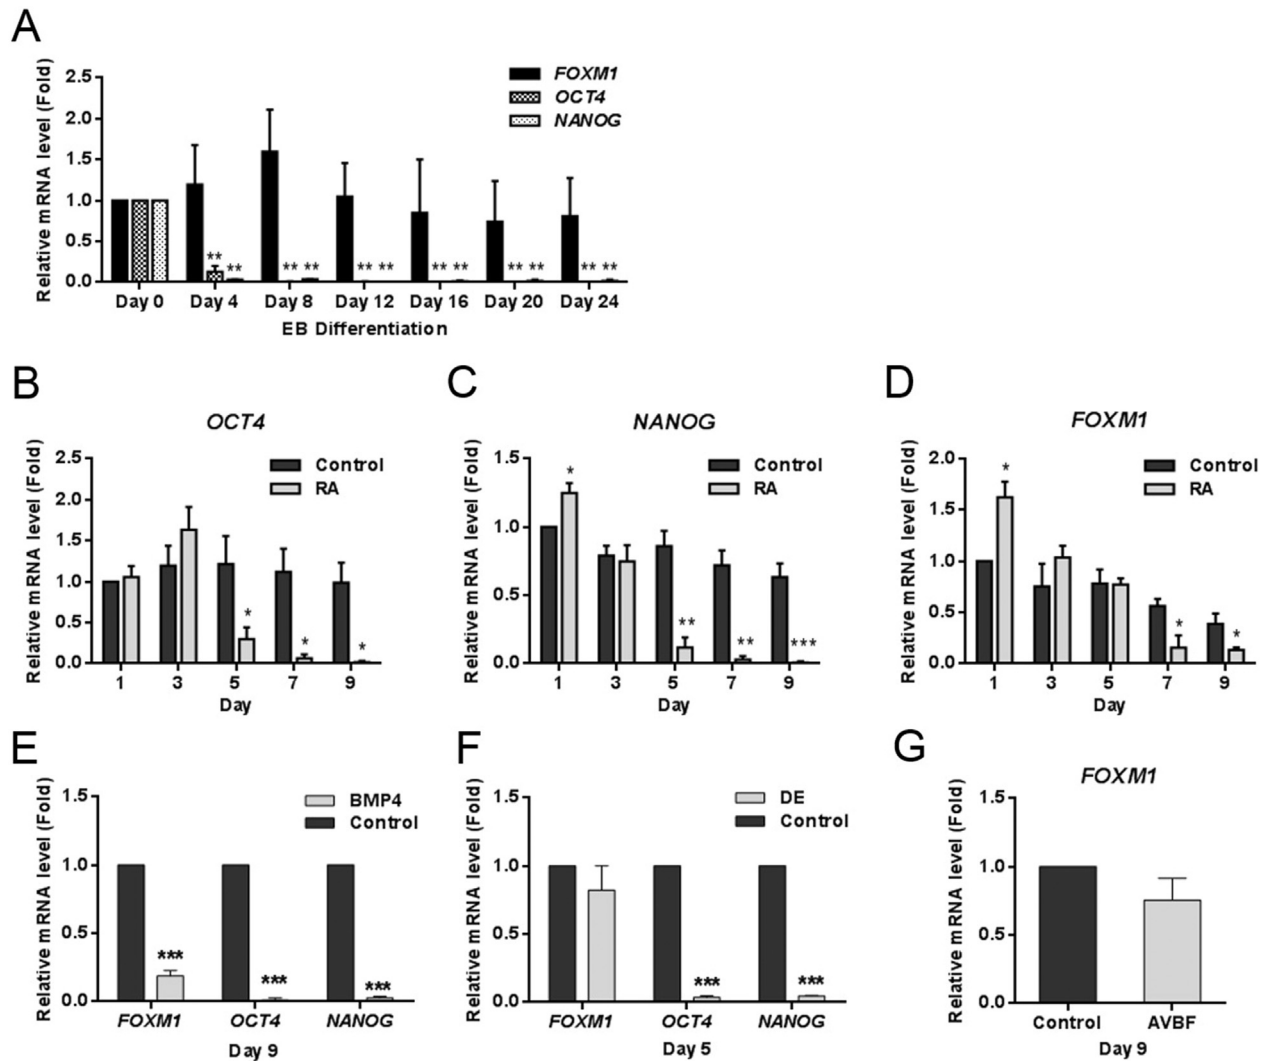 A
Relative mRNA level (Fold)
2.5
2.0
1.5
1.0
0.5
0.0
FOXM1
OCT4
NANOG
** ** ** ** ** ** ** ** ** ** ** **
Day 0 Day 4 Day 8 Day 12 Day 16 Day 20 Day 24
EB Differentiation
B
OCT4
Relative mRNA level (Fold)
2.5
2.0
1.5
1.0
0.5
0.0
Control
RA
* * *
1 3 5 7 9
Day
C
NANOG
Relative mRNA level (Fold)
1.5
1.0
0.5
0.0
Control
RA
* ** ** ***
1 3 5 7 9
Day
D
FOXM1
Relative mRNA level (Fold)
2.0
1.5
1.0
0.5
0.0
Control
RA
* * *
1 3 5 7 9
Day
E
Relative mRNA level (Fold)
1.5
1.0
0.5
0.0
BMP4
Control
*** *** ***
FOXM1 OCT4 NANOG
Day 9
F
Relative mRNA level (Fold)
1.5
1.0
0.5
0.0
DE
Control
*** ***
FOXM1 OCT4 NANOG
Day 5
G
FOXM1
Relative mRNA level (Fold)
1.5
1.0
0.5
0.0
Control AVBF
Day 9